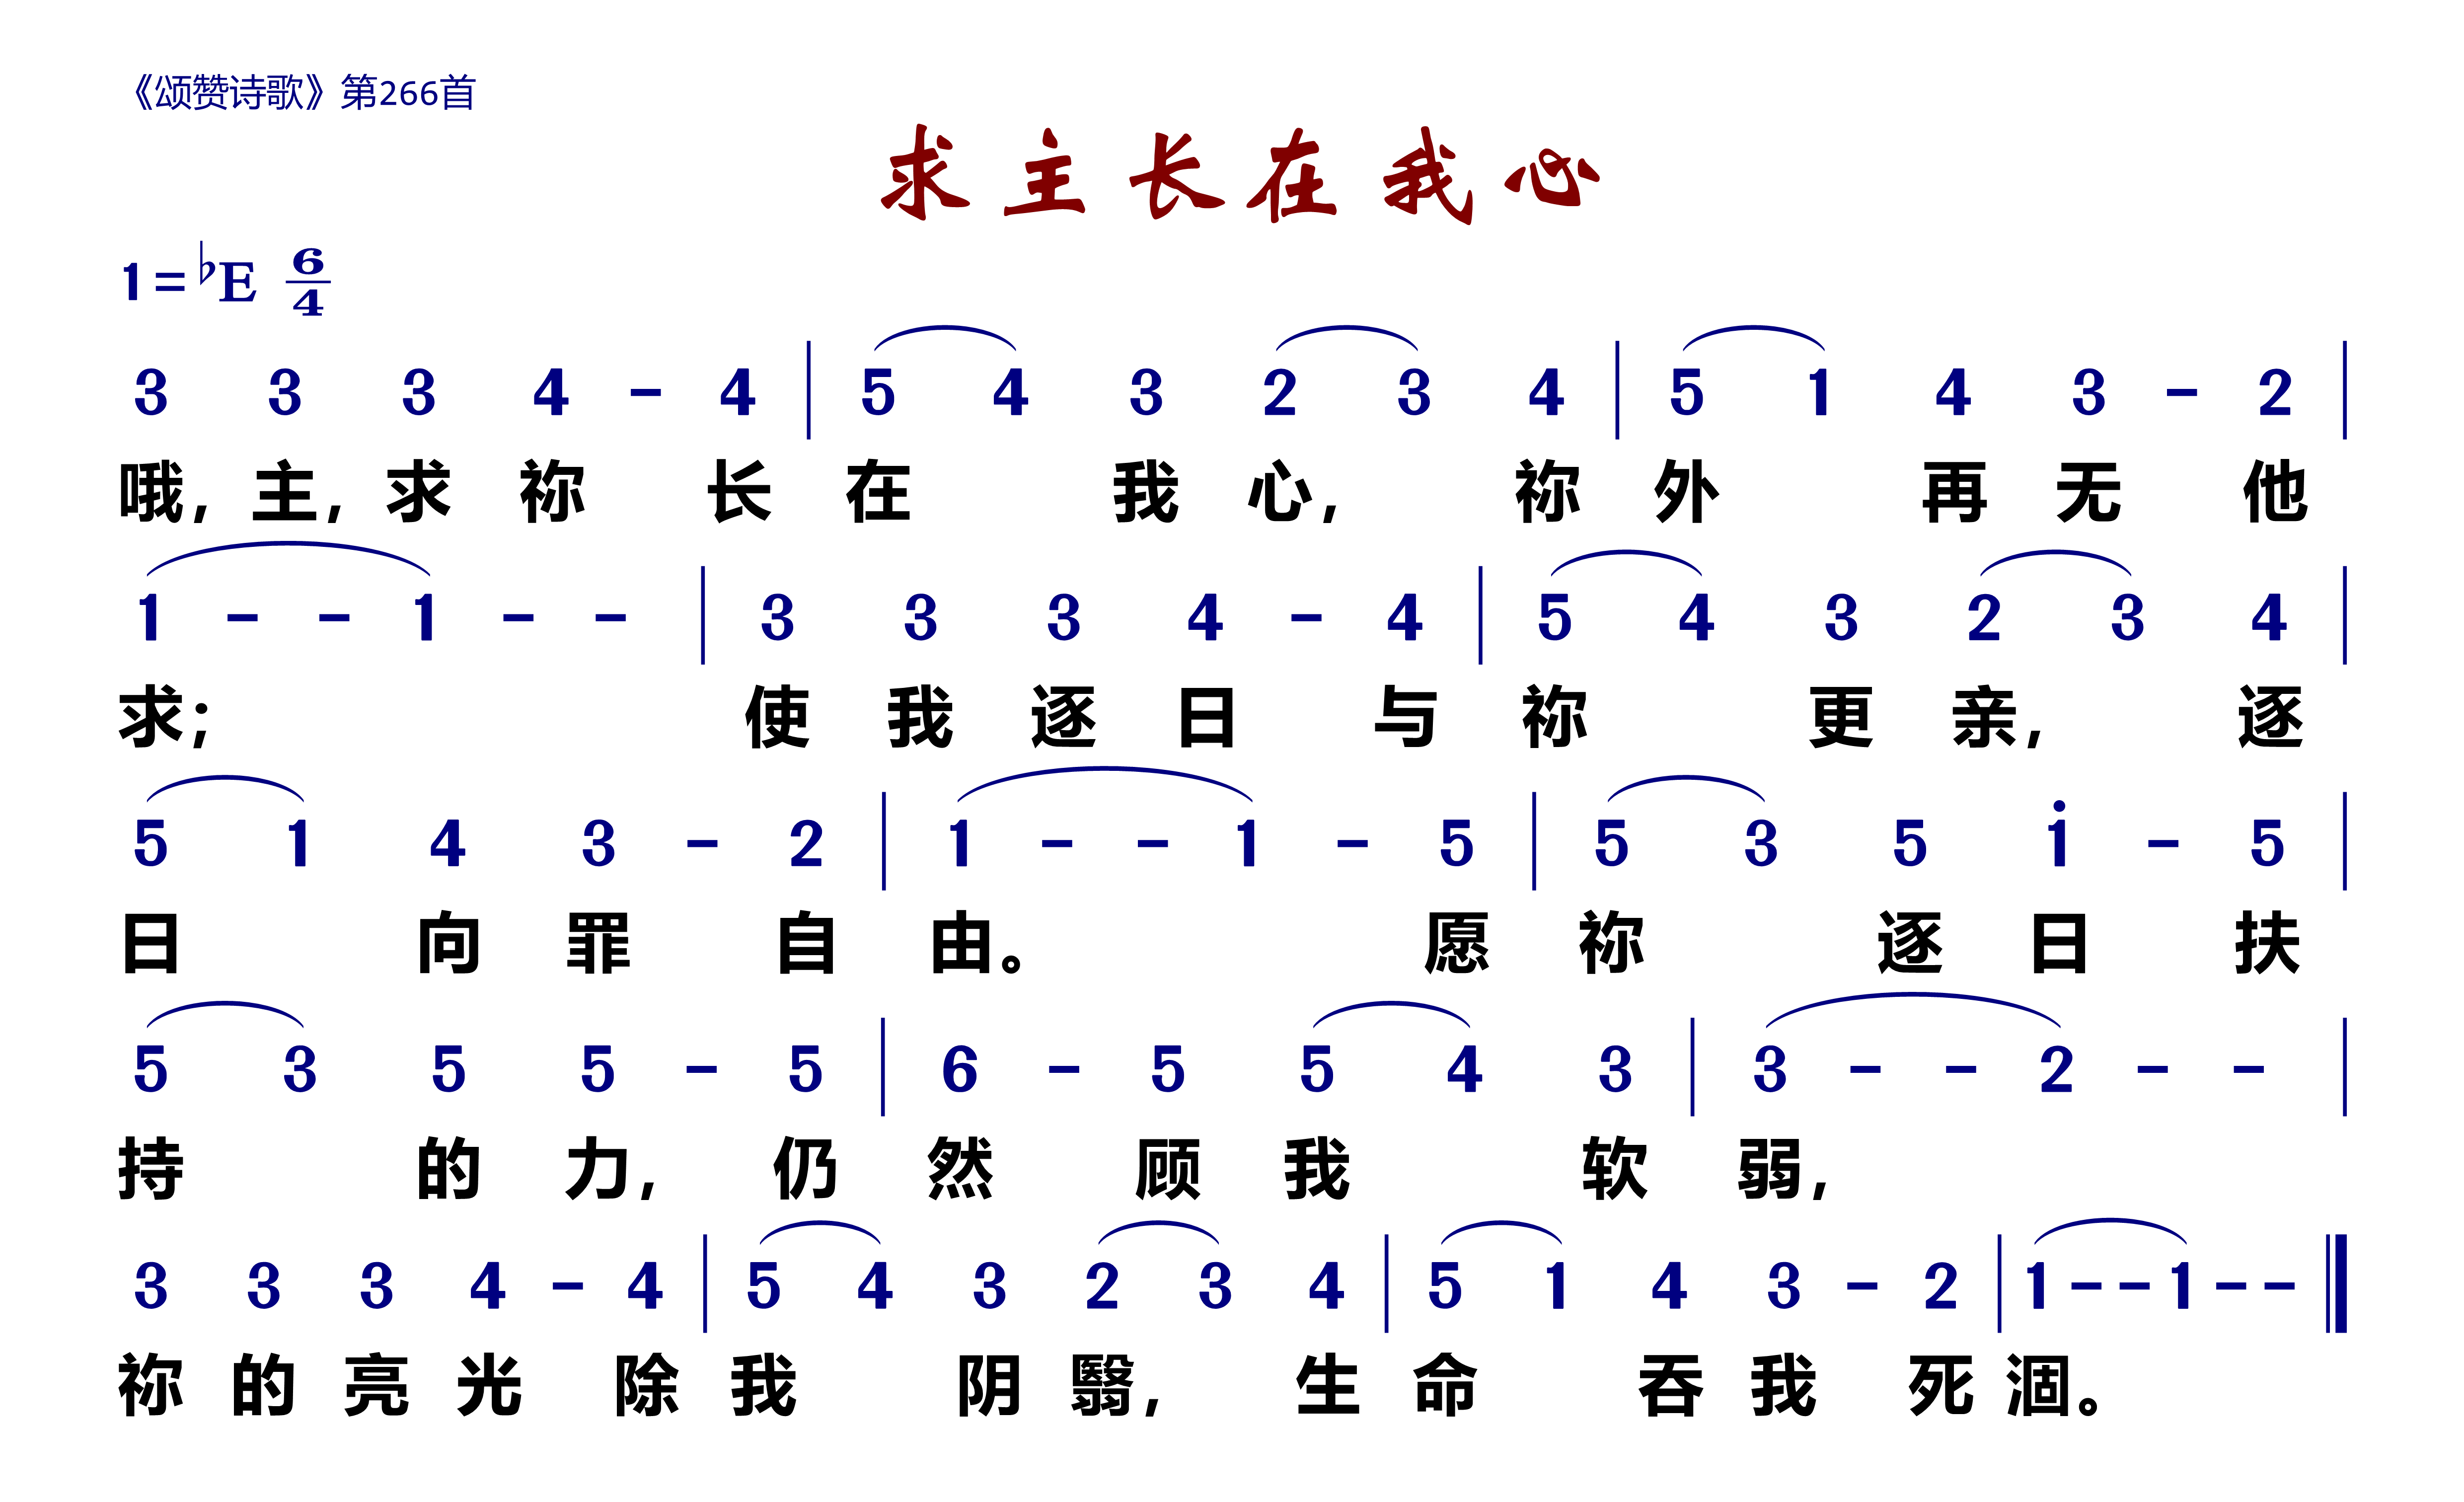 《颂赞诗歌》第266首
求主长在我心
1=♭E 6/4
3 3 3 4 - 4 | 5 4 3 2 3 4 | 5 1 4 3 - 2 |
哦, 主, 求 祢 长 在 我 心, 祢 外 再 无 他
1 - - 1 - - | 3 3 3 4 - 4 | 5 4 3 2 3 4 |
求; 使 我 逐 日 与 祢 更 亲, 逐
5 1 4 3 - 2 | 1 - - 1 - 5 | 5 3 5 i - 5 |
日 向 罪 自 由。 愿 祢 逐 日 扶
5 3 5 5 - 5 | 6 - 5 5 4 3 | 3 - - 2 - - |
持 的 力, 仍 然 顾 我 软 弱,
3 3 3 4 - 4 | 5 4 3 2 3 4 | 5 1 4 3 - 2 | 1 - - 1 - - ‖
祢 的 亮 光 除 我 阴 翳, 生 命 吞 我 死 涸。